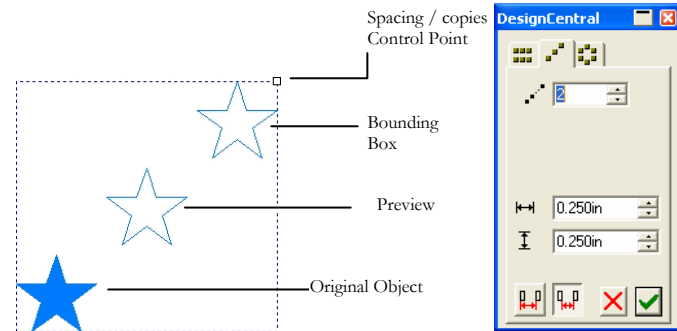 Spacing / copies
Control Point
Bounding
Box
Preview
Original Object
DesignCentral
2
0.250in
0.250in